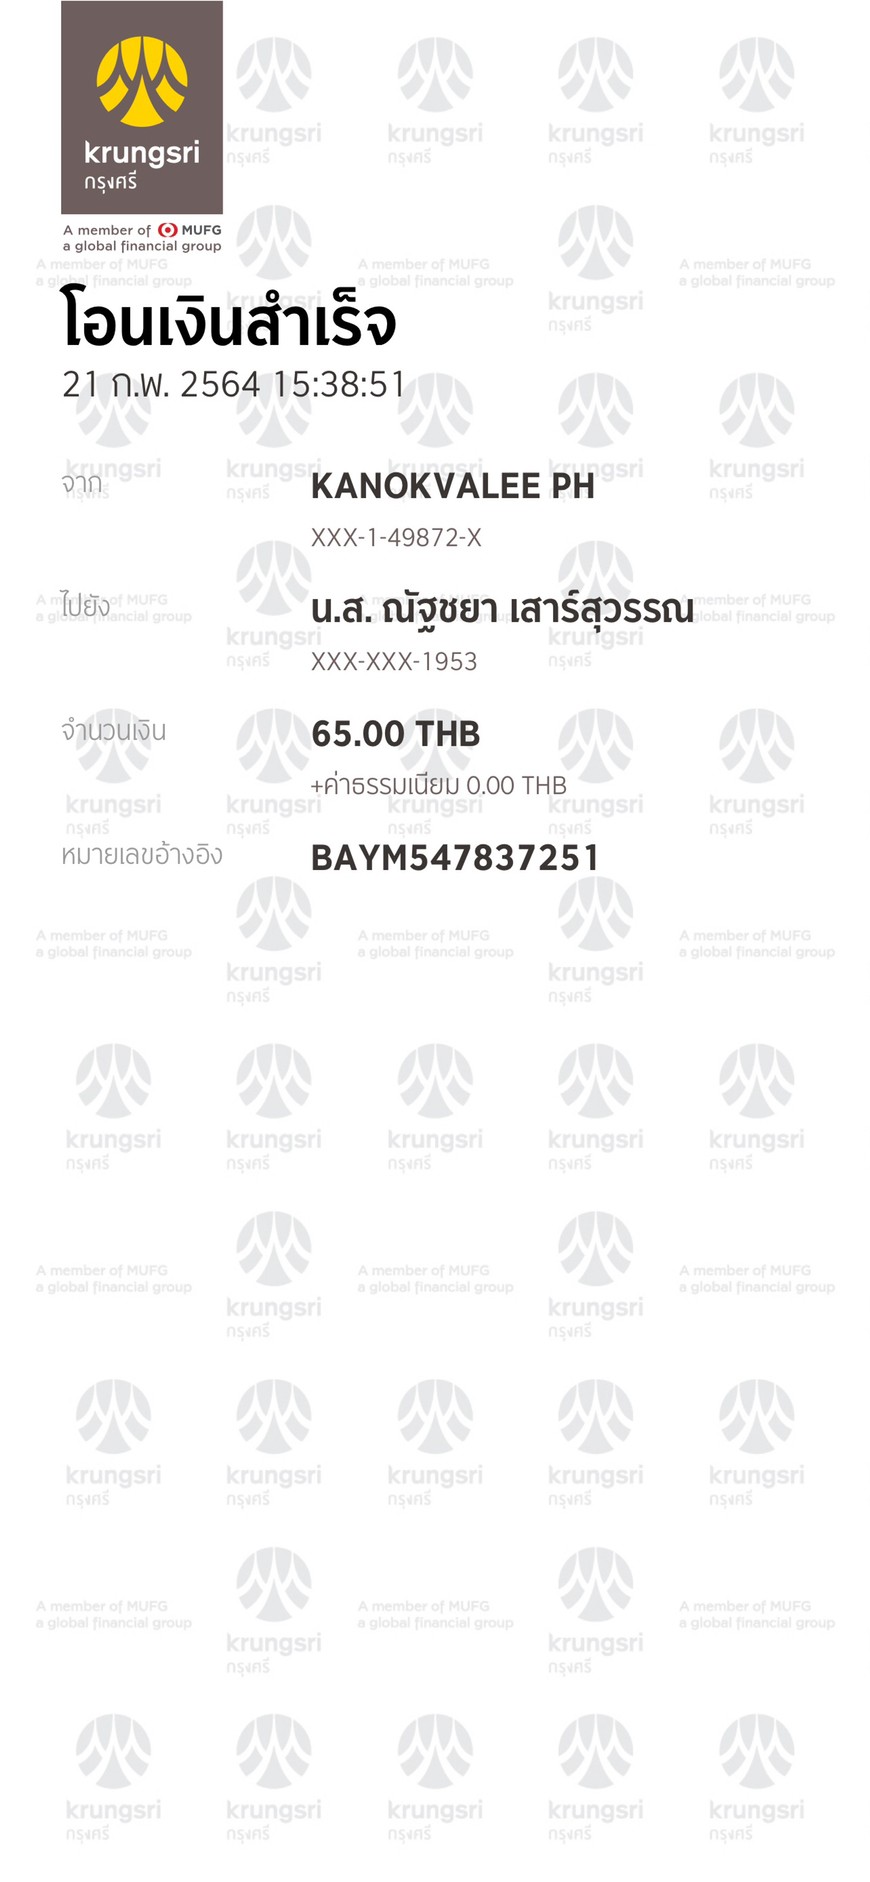 krungsri
กรุงศรี
A member of MUFG
a global financial group
โอนเงินสำเร็จ
21 ก.พ. 2564 15:38:51
จาก
KANOKVALEE PH
XXX-1-49872-X
ไปยัง
น.ส. ณัฐชยา เสาร์สุวรรณ
XXX-XXX-1953
จำนวนเงิน
65.00 THB
+ค่าธรรมเนียม 0.00 THB
หมายเลขอ้างอิง
BAYM547837251